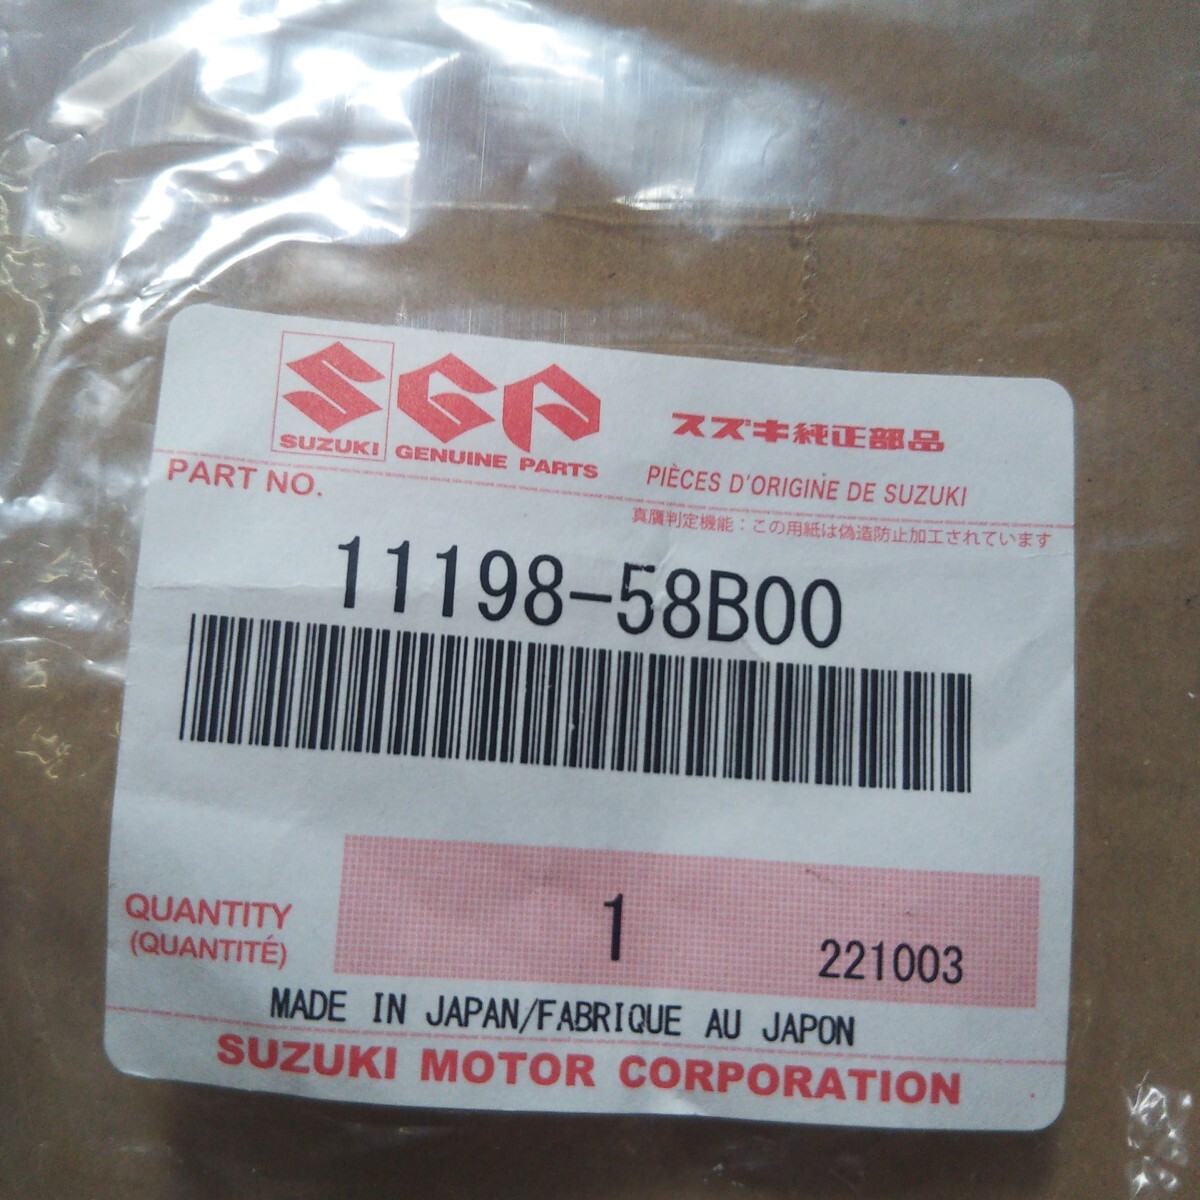 SGP
SUZUKI
GENUINE PARTS
スズキ純正部品
PIÈCES D'ORIGINE DE SUZUKI
PART NO.
真贋判定機能：この用紙は偽造防止加工されています
11198-58B00
QUANTITY
(QUANTITÉ)
1
221003
MADE IN JAPAN/FABRIQUE AU JAPON
SUZUKI MOTOR CORPORATION